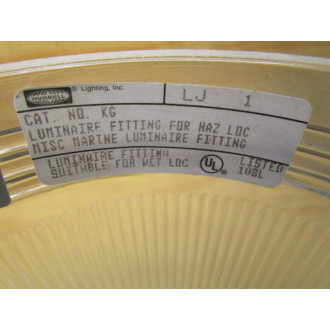 ® Lighting, Inc.
LJ 1
CAT. NO. KG
LUMINAIRE FITTING FOR HAZ LOC
MISC MARINE LUMINAIRE FITTING
LUMINAIRE FITTING
SUITABLE FOR WET LOC
UL
LISTED
10SL